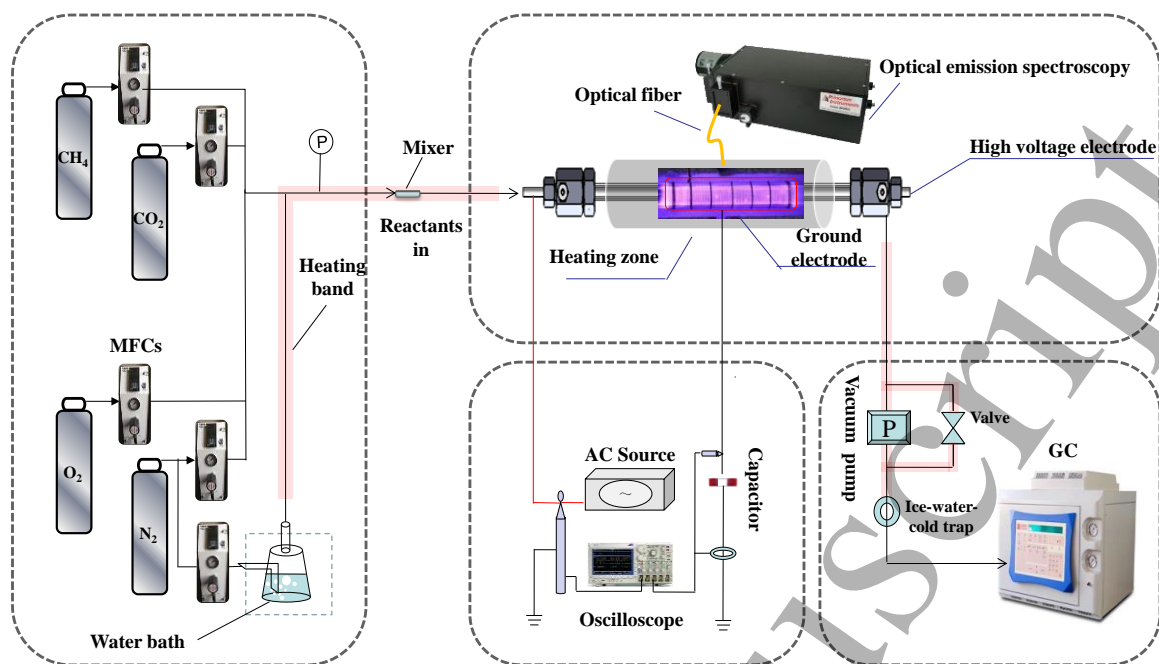 CH4
CO2
MFCs
O2
N2
Water bath
P
Heating
band
Mixer
Reactants
in
Optical fiber
Optical emission spectroscopy
High voltage electrode
Heating zone
Ground
electrode
AC Source
~
Capacitor
Oscilloscope
Vacuum pump
P
Valve
Ice-water-
cold trap
GC
uscript